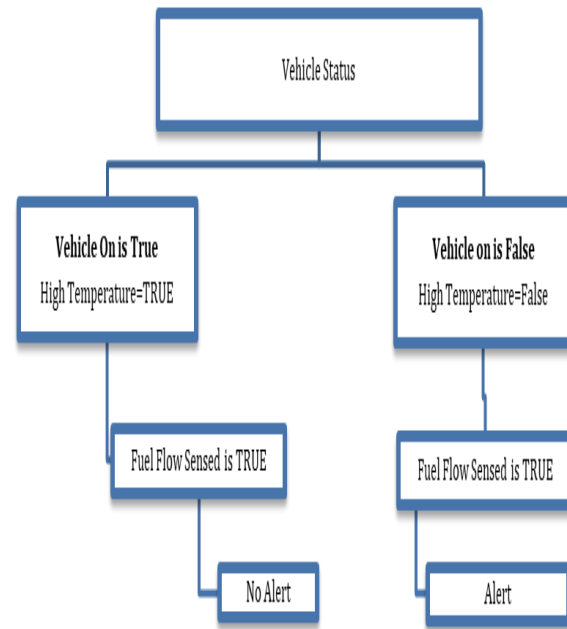 Vehicle Status
Vehicle On is True
High Temperature=TRUE
Vehicle on is False
High Temperature=False
Fuel Flow Sensed is TRUE
Fuel Flow Sensed is TRUE
No Alert
Alert